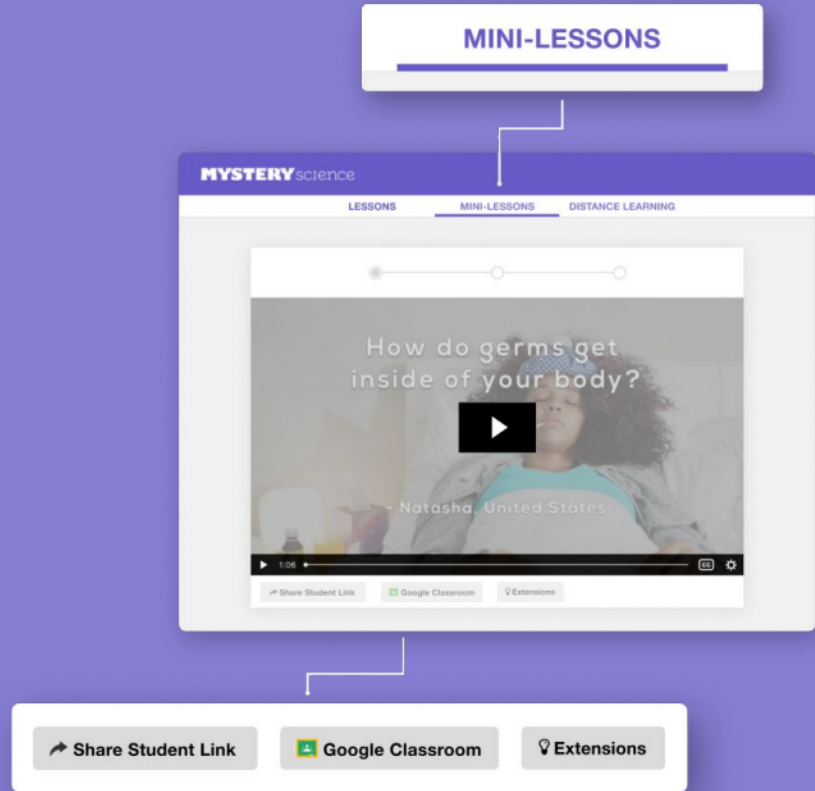 MINI-LESSONS
MYSTERY science
LESSONS MINI-LESSONS DISTANCE LEARNING
How do germs get
inside of your body?
- Natasha, United States
1:06 CC
Share Student Link Google Classroom Extensions
Share Student Link Google Classroom Extensions